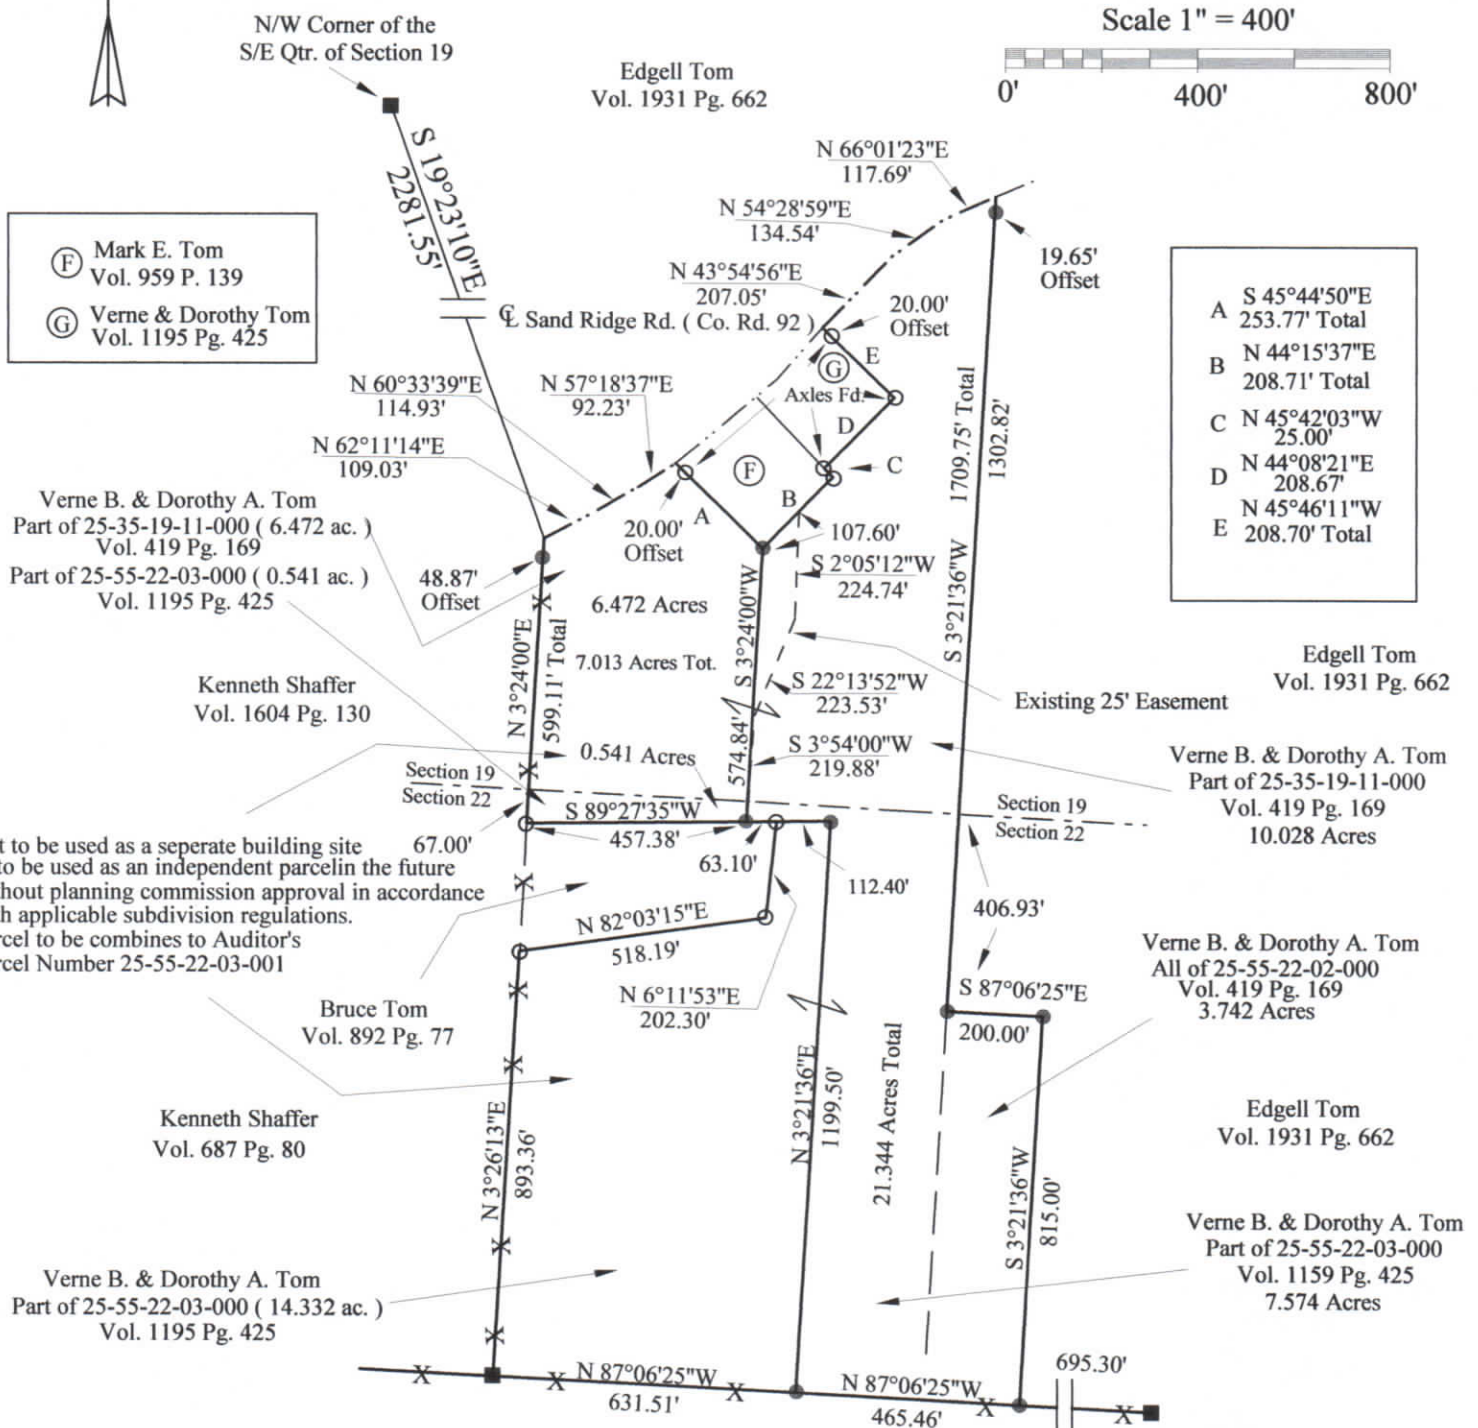 N/W Corner of the
S/E Qtr. of Section 19
Scale 1" = 400'
0' 400' 800'
Edgell Tom
Vol. 1931 Pg. 662
S 19°23'10"E
2281.55'
F Mark E. Tom
Vol. 959 P. 139
G Verne & Dorothy Tom
Vol. 1195 Pg. 425
N 66°01'23"E
117.69'
N 54°28'59"E
134.54'
N 43°54'56"E
207.05'
19.65'
Offset
20.00'
Offset
℄ Sand Ridge Rd. ( Co. Rd. 92 )
A S 45°44'50"E
253.77' Total
B N 44°15'37"E
208.71' Total
C N 45°42'03"W
25.00'
D N 44°08'21"E
208.67'
E N 45°46'11"W
208.70' Total
N 60°33'39"E
114.93'
N 57°18'37"E
92.23'
N 62°11'14"E
109.03'
E
G
Axles Fd.
D
C
F
B
A
20.00'
Offset
107.60'
S 2°05'12"W
224.74'
1709.75' Total
1302.82'
S 3°21'36"W
Verne B. & Dorothy A. Tom
Part of 25-35-19-11-000 ( 6.472 ac. )
Vol. 419 Pg. 169
Part of 25-55-22-03-000 ( 0.541 ac. )
Vol. 1195 Pg. 425
48.87'
Offset
6.472 Acres
7.013 Acres Tot.
N 3°24'00"E
599.11' Total
S 3°24'00"W
574.84'
S 22°13'52"W
223.53'
Existing 25' Easement
Edgell Tom
Vol. 1931 Pg. 662
Kenneth Shaffer
Vol. 1604 Pg. 130
0.541 Acres
S 3°54'00"W
219.88'
Verne B. & Dorothy A. Tom
Part of 25-35-19-11-000
Vol. 419 Pg. 169
10.028 Acres
Section 19
Section 22
Section 19
Section 22
S 89°27'35"W
457.38'
67.00'
63.10'
112.40'
t to be used as a seperate building site
to be used as an independent parcelin the future
hout planning commission approval in accordance
h applicable subdivision regulations.
rcel to be combines to Auditor's
rcel Number 25-55-22-03-001
N 82°03'15"E
518.19'
N 6°11'53"E
202.30'
406.93'
S 87°06'25"E
200.00'
Verne B. & Dorothy A. Tom
All of 25-55-22-02-000
Vol. 419 Pg. 169
3.742 Acres
Bruce Tom
Vol. 892 Pg. 77
Kenneth Shaffer
Vol. 687 Pg. 80
N 3°26'13"E
893.36'
N 3°21'36"E
1199.50'
21.344 Acres Total
S 3°21'36"W
815.00'
Edgell Tom
Vol. 1931 Pg. 662
Verne B. & Dorothy A. Tom
Part of 25-55-22-03-000
Vol. 1159 Pg. 425
7.574 Acres
Verne B. & Dorothy A. Tom
Part of 25-55-22-03-000 ( 14.332 ac. )
Vol. 1195 Pg. 425
N 87°06'25"W
631.51'
N 87°06'25"W
465.46'
695.30'